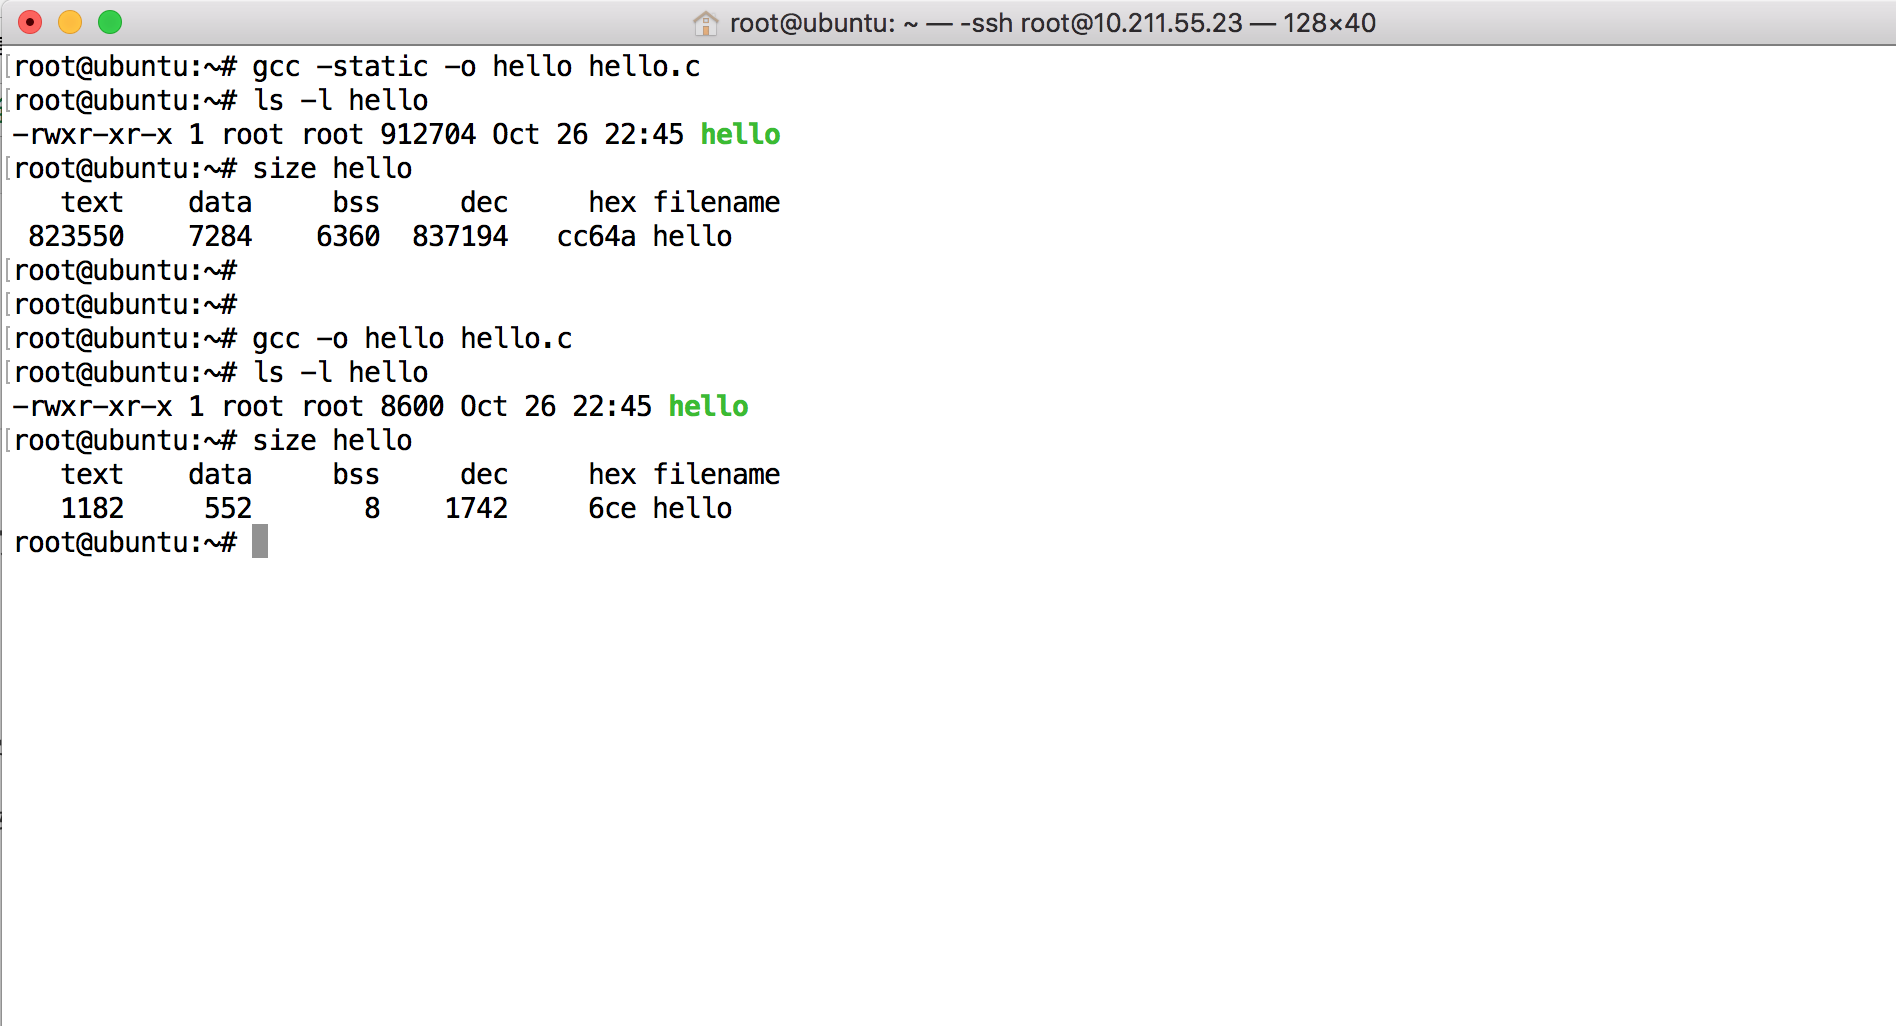 root@ubuntu: ~ — -ssh root@10.211.55.23 — 128×40
root@ubuntu:~# gcc -static -o hello hello.c
root@ubuntu:~# ls -l hello
-rwxr-xr-x 1 root root 912704 Oct 26 22:45 hello
root@ubuntu:~# size hello
   text    data     bss     dec     hex filename
 823550    7284    6360  837194   cc64a hello
root@ubuntu:~#
root@ubuntu:~#
root@ubuntu:~# gcc -o hello hello.c
root@ubuntu:~# ls -l hello
-rwxr-xr-x 1 root root 8600 Oct 26 22:45 hello
root@ubuntu:~# size hello
   text    data     bss     dec     hex filename
   1182     552       8    1742     6ce hello
root@ubuntu:~#